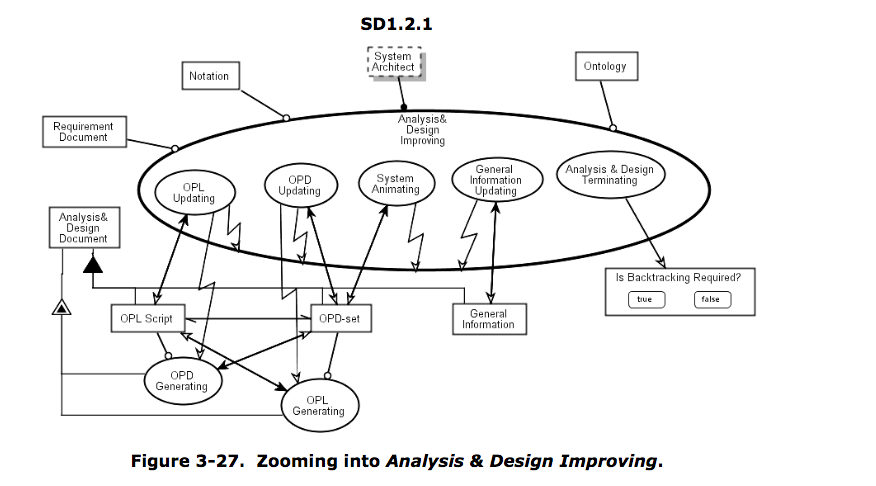 SD1.2.1
System
Architect
Notation
Ontology
Requirement
Document
Analysis&
Design
Improving
OPL
Updating
OPD
Updating
System
Animating
General
Information
Updating
Analysis & Design
Terminating
Analysis&
Design
Document
Is Backtracking Required?
true
false
OPL Script
OPD-set
General
Information
OPD
Generating
OPL
Generating
Figure 3-27. Zooming into Analysis & Design Improving.